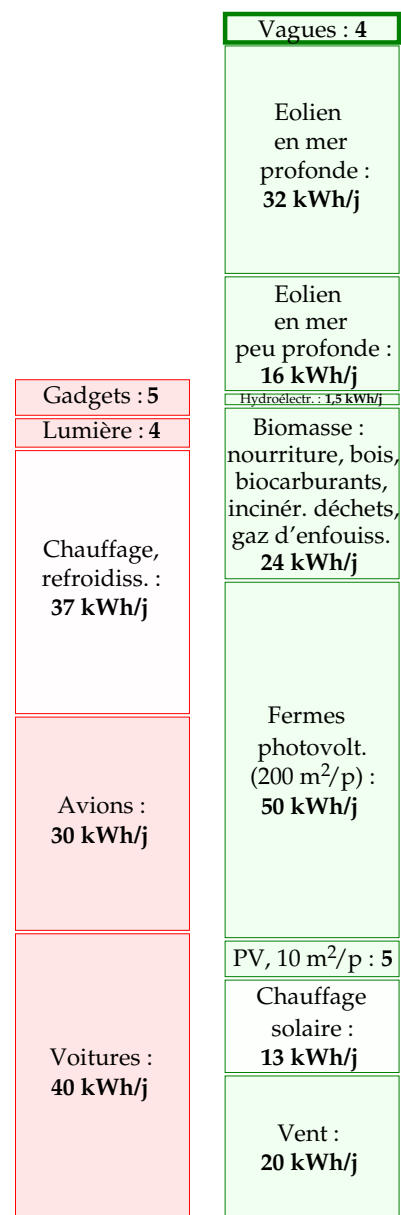 Gadgets : 5
Lumière : 4
Chauffage,
refroidiss. :
37 kWh/j
Avions :
30 kWh/j
Voitures :
40 kWh/j
Vagues : 4
Eolien
en mer
profonde :
32 kWh/j
Eolien
en mer
peu profonde :
16 kWh/j
Hydroélectr. : 1,5 kWh/j
Biomasse :
nourriture, bois,
biocarburants,
incinér. déchets,
gaz d’enfouiss.
24 kWh/j
Fermes
photovolt.
(200 m²/p) :
50 kWh/j
PV, 10 m²/p : 5
Chauffage
solaire :
13 kWh/j
Vent :
20 kWh/j